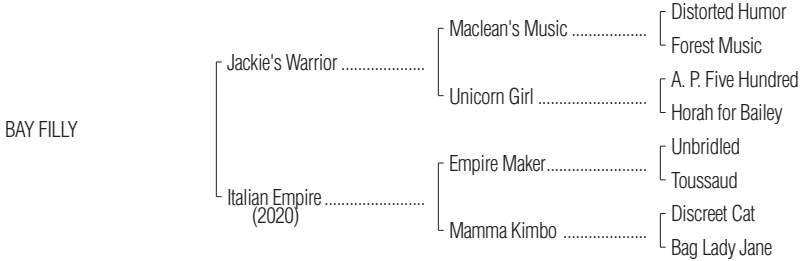 Distorted Humor
Maclean's Music ...................
Forest Music
Jackie's Warrior .....................
A. P. Five Hundred
Unicorn Girl ...........................
Horah for Bailey
BAY FILLY
Unbridled
Empire Maker.........................
Toussaud
Italian Empire .........................
(2020)
Discreet Cat
Mamma Kimbo .....................
Bag Lady Jane